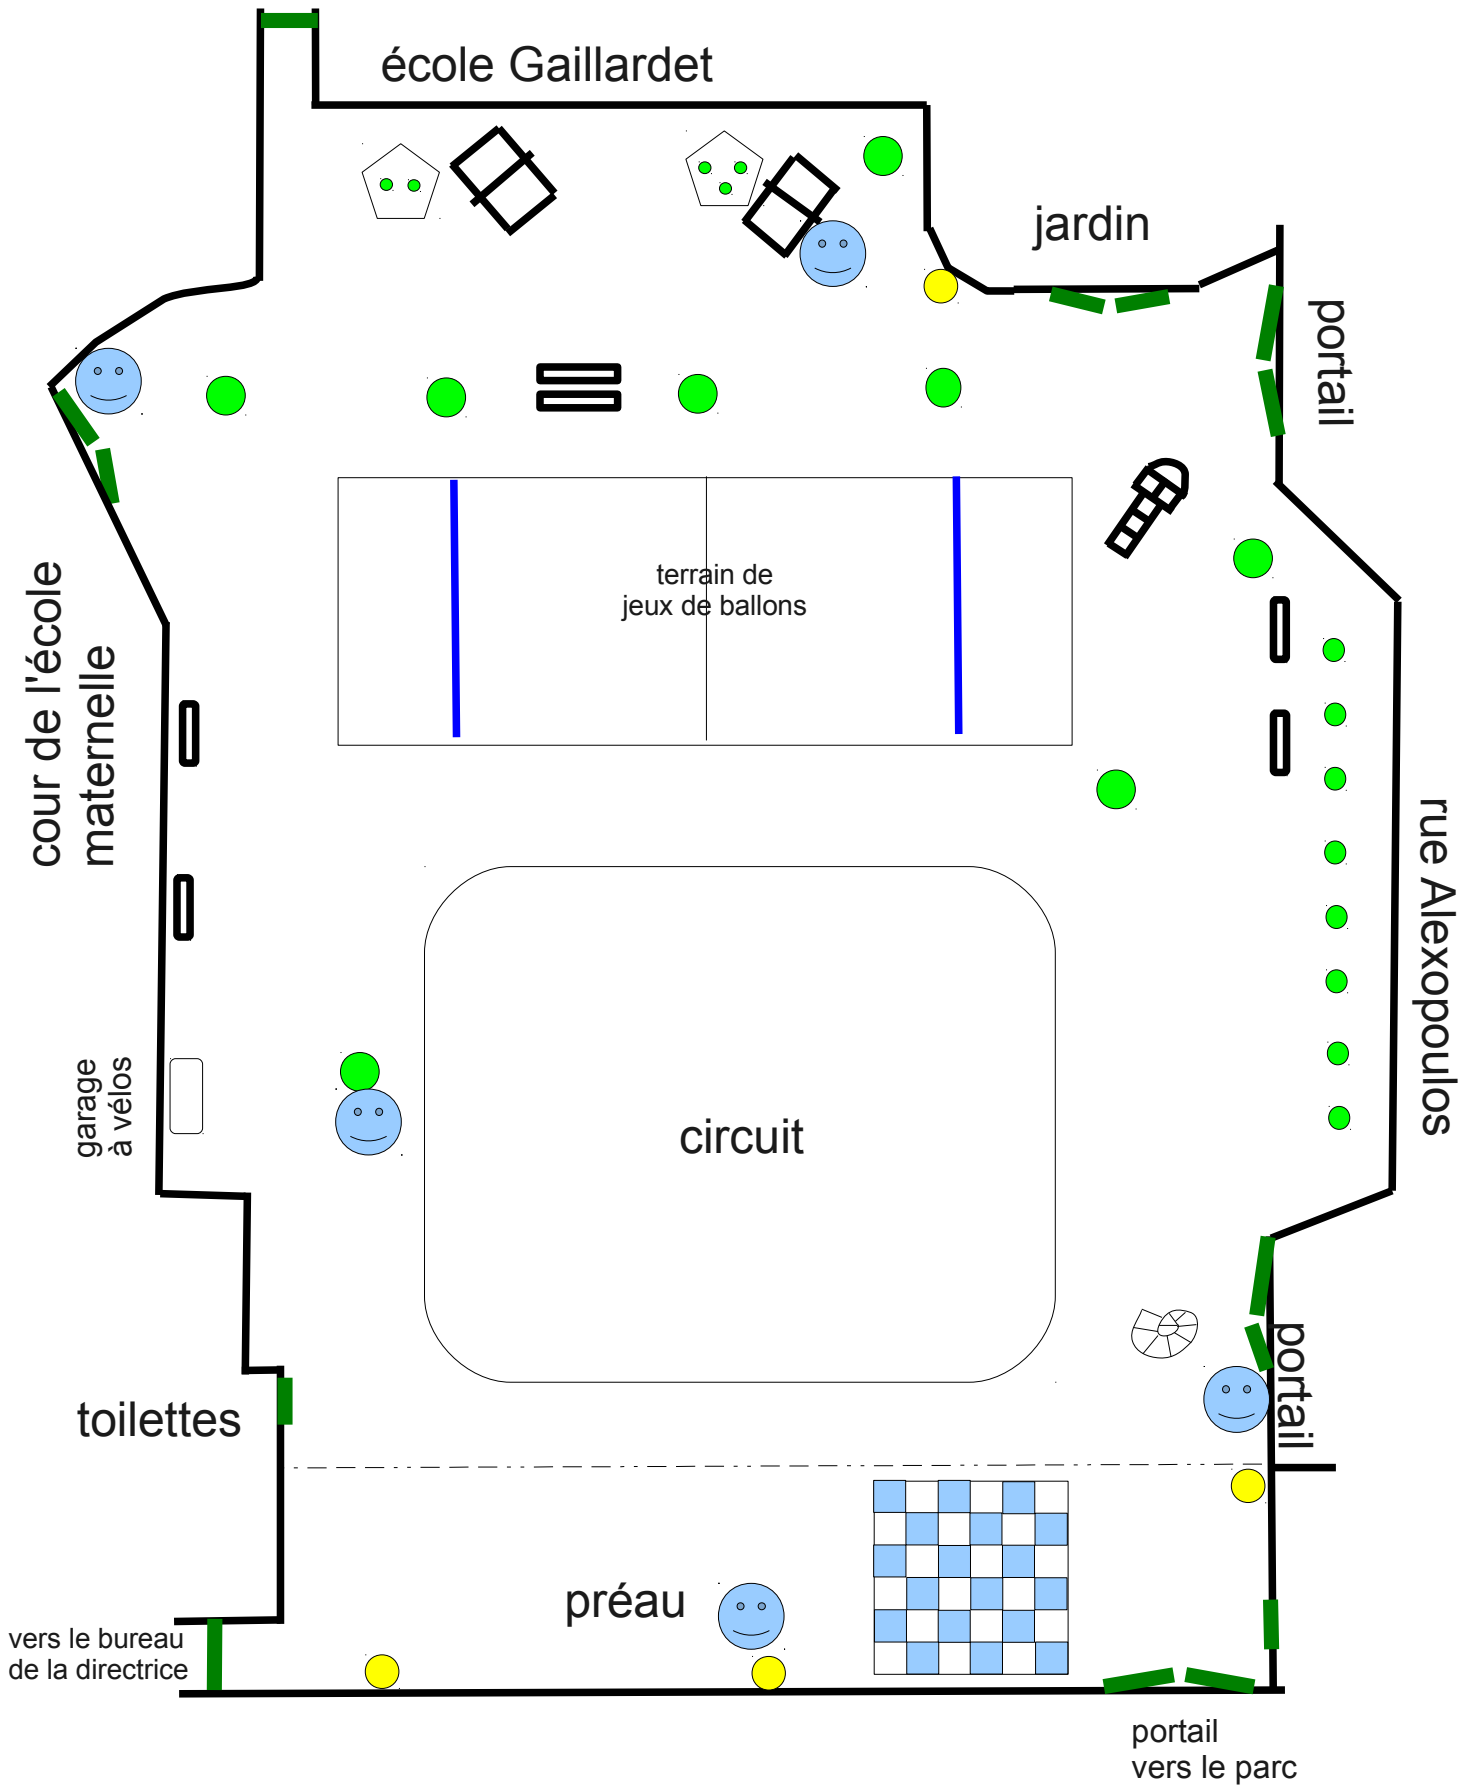 école Gaillardet
jardin
portail
terrain de
jeux de ballons
cour de l'école
maternelle
rue Alexopoulos
garage
à vélos
circuit
portail
toilettes
préau
vers le bureau
de la directrice
portail
vers le parc